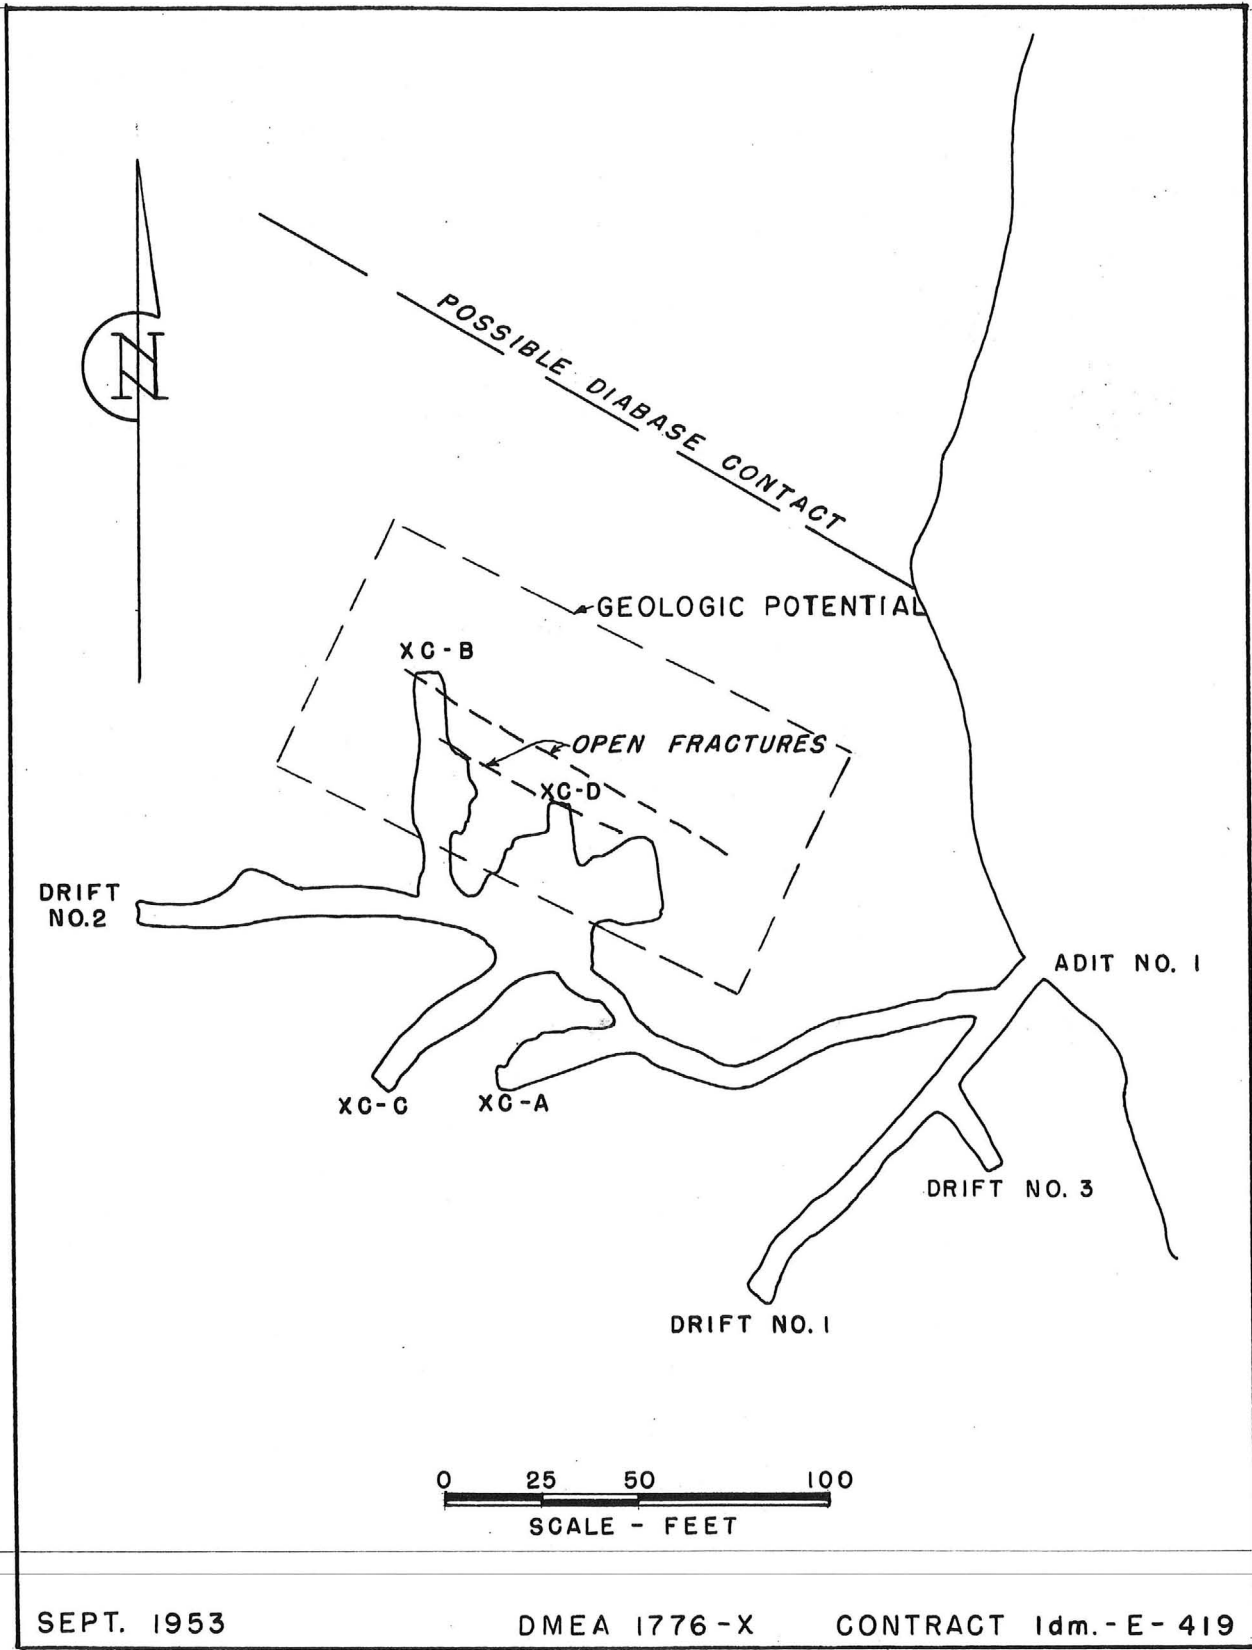 N
POSSIBLE DIABASE CONTACT
GEOLOGIC POTENTIAL
XC-B
OPEN FRACTURES
XC-D
DRIFT
NO.2
ADIT NO. 1
XC-C
XC-A
DRIFT NO. 3
DRIFT NO. 1
0 25 50 100
SCALE - FEET
SEPT. 1953
DMEA 1776-X
CONTRACT Idm.-E-419